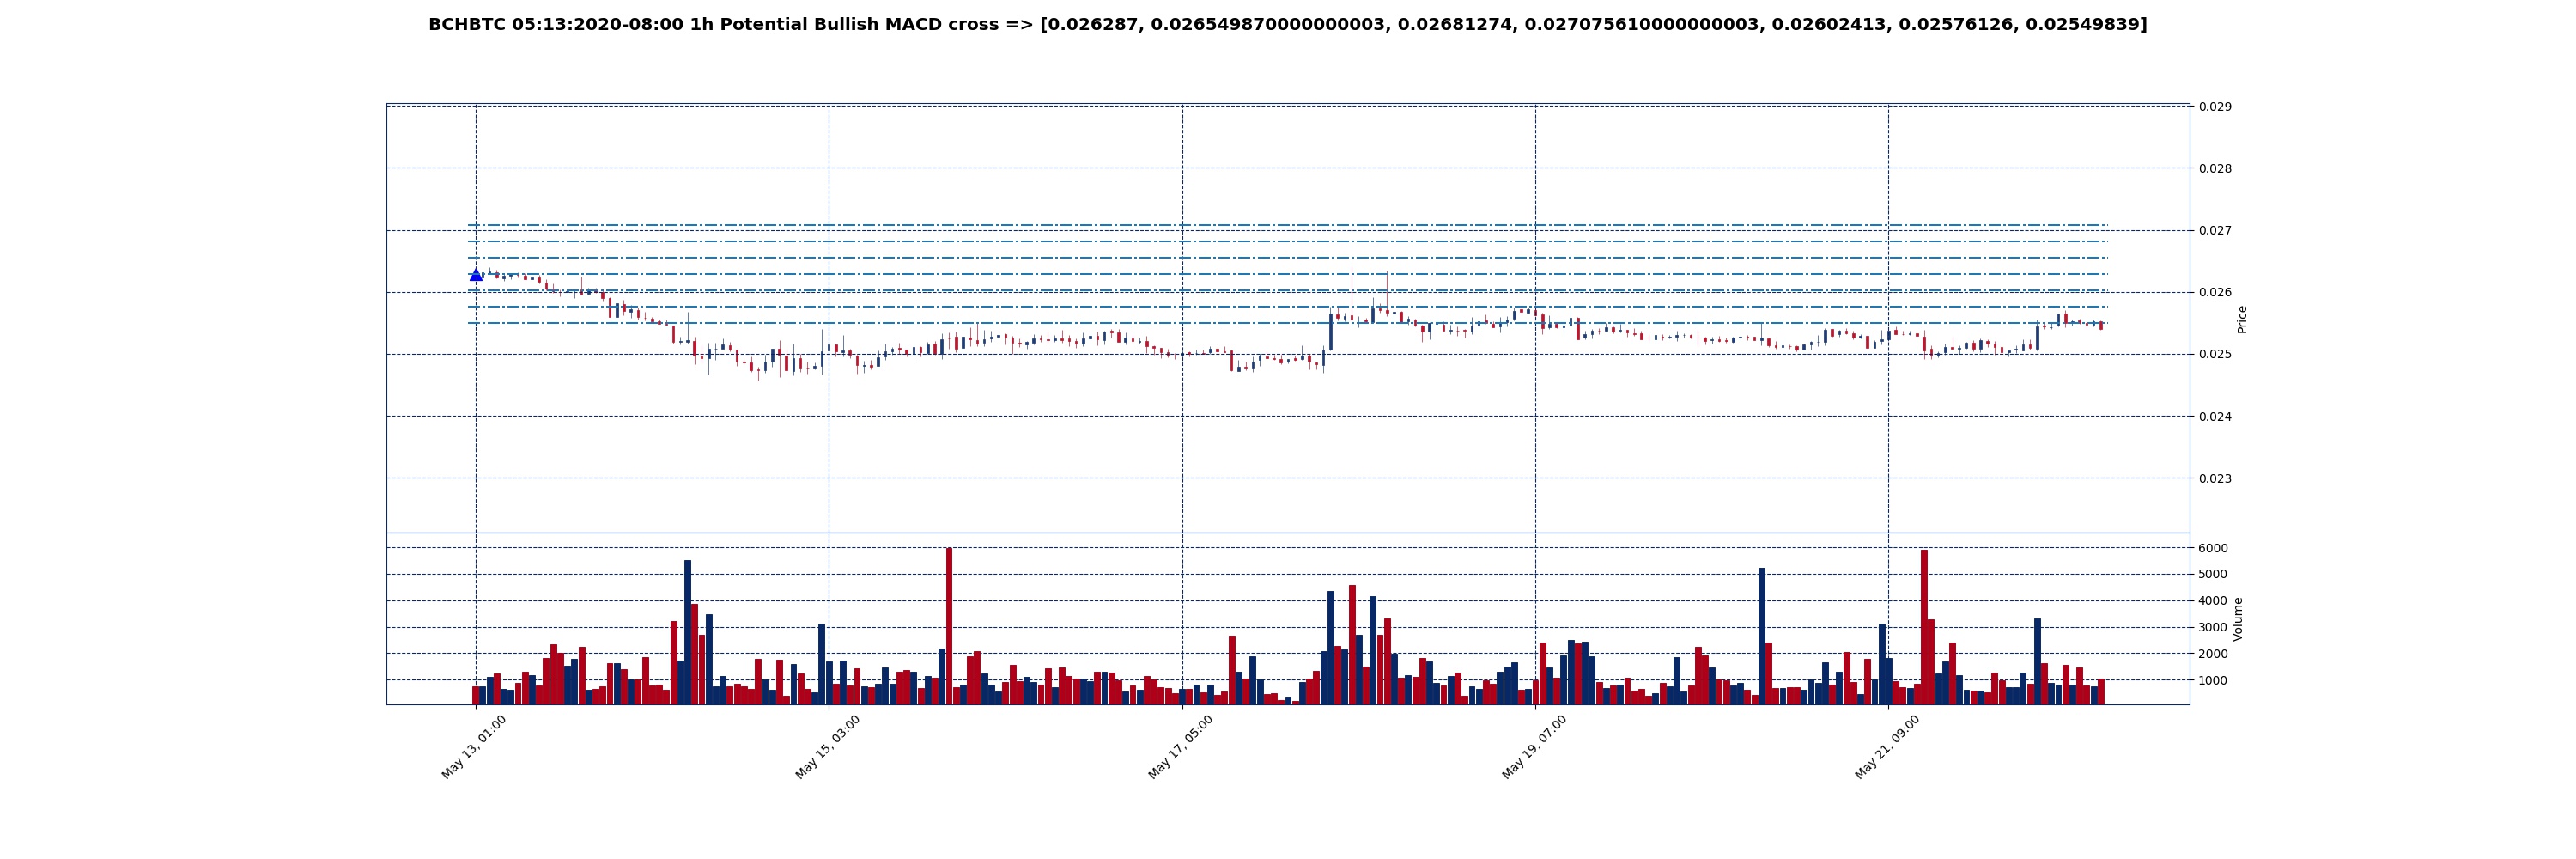 BCHBTC 05:13:2020-08:00 1h Potential Bullish MACD cross => [0.026287, 0.026549870000000003, 0.02681274, 0.027075610000000003, 0.02602413, 0.02576126, 0.02549839]
0.029
0.028
0.027
0.026
0.025
0.024
0.023
Price
6000
5000
4000
3000
2000
1000
Volume
May 13, 01:00
May 15, 03:00
May 17, 05:00
May 19, 07:00
May 21, 09:00